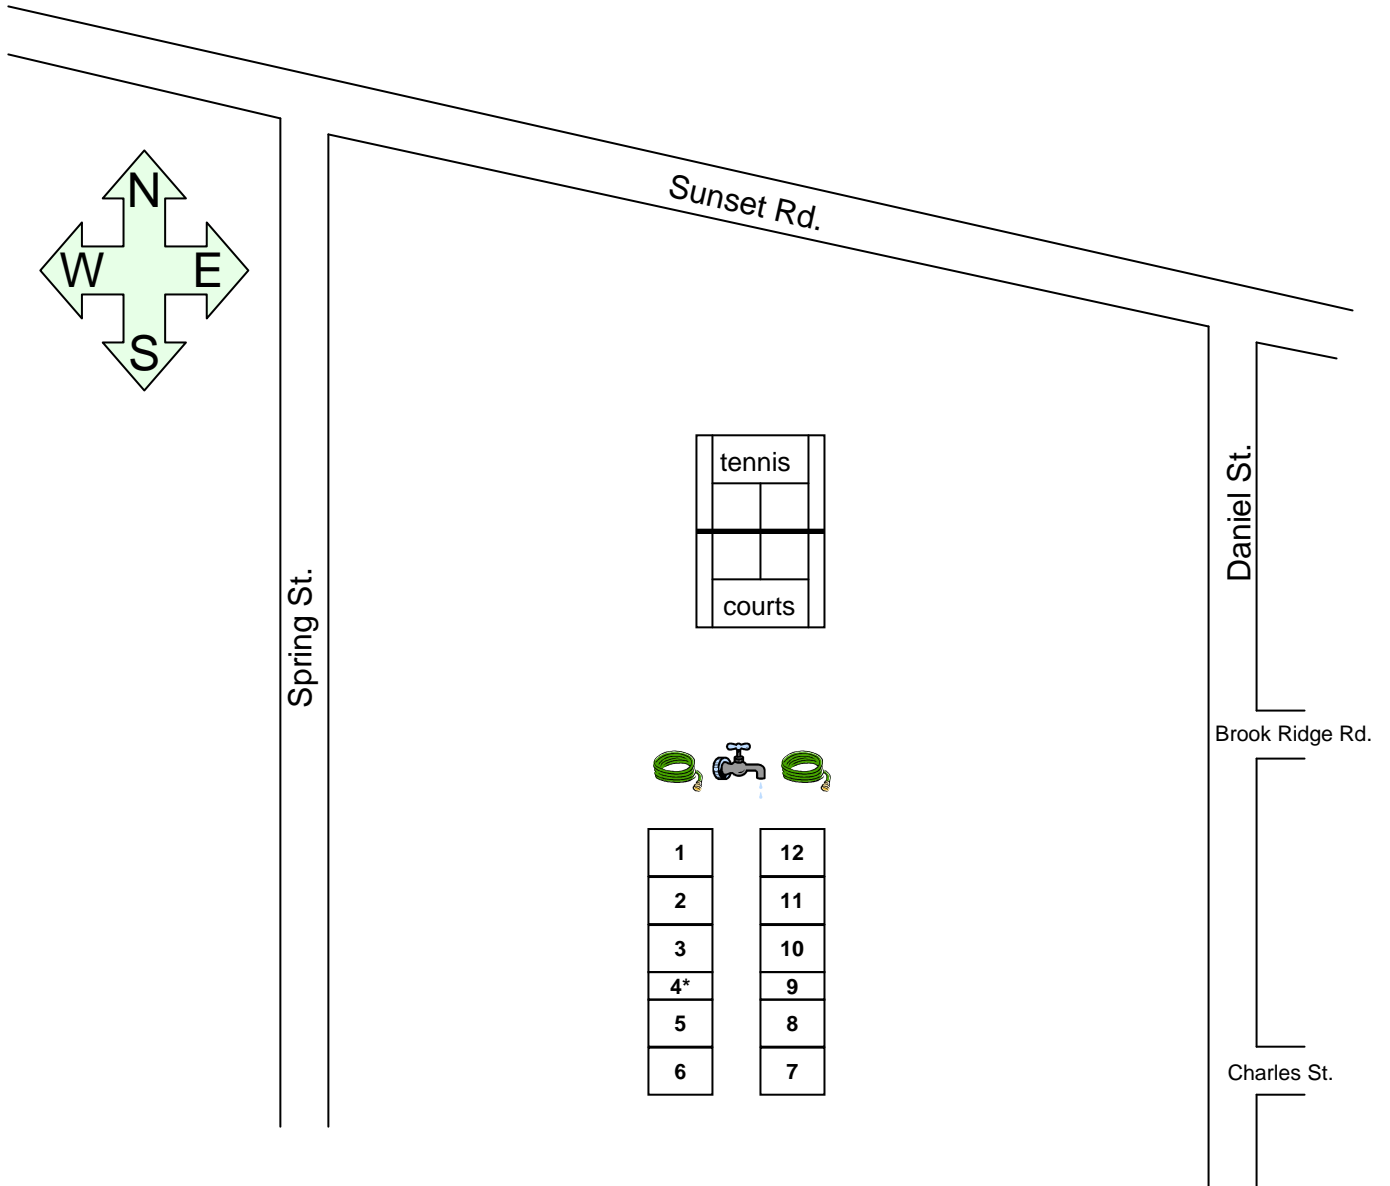 N
W E
S
Sunset Rd.
tennis
courts
Daniel St.
Spring St.
Brook Ridge Rd.
1 12
2 11
3 10
4* 9
5 8
6 7
Charles St.